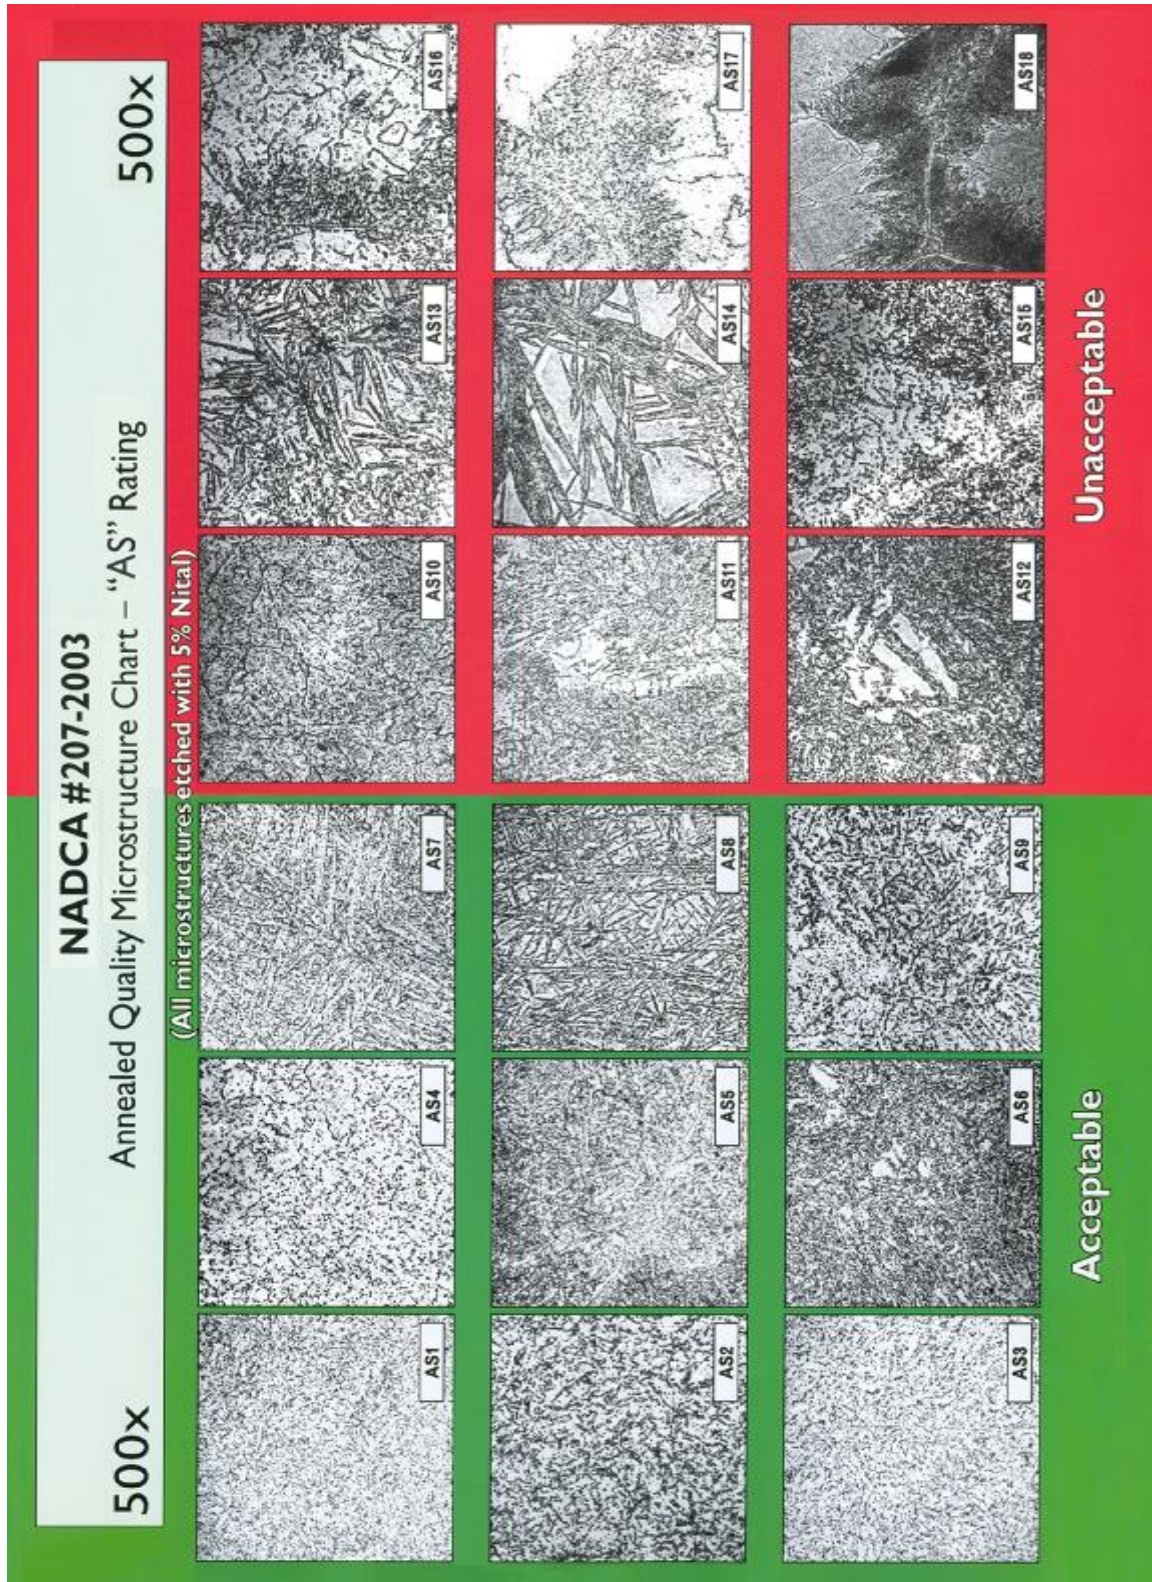 NADCA #207-2003
500x
Annealed Quality Microstructure Chart – "AS" Rating
500x
(All microstructures etched with 5% Nital)
AS1
AS4
AS7
AS10
AS13
AS16
AS2
AS5
AS8
AS11
AS14
AS17
AS3
AS6
AS9
AS12
AS15
AS18
Acceptable
Unacceptable